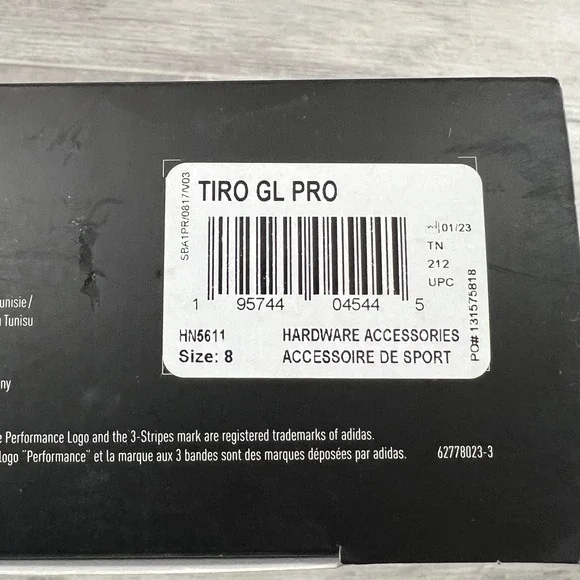 TIRO GL PRO
SBA1PR/0817/V03
01/23
TN
212
UPC
1 95744 04544 5
PO# 131575818
HN5611 HARDWARE ACCESSORIES
Size: 8 ACCESSOIRE DE SPORT
unisie /
Tunisu
ny
Performance Logo and the 3-Stripes mark are registered trademarks of adidas.
logo "Performance" et la marque aux 3 bandes sont des marques déposées par adidas. 62778023-3